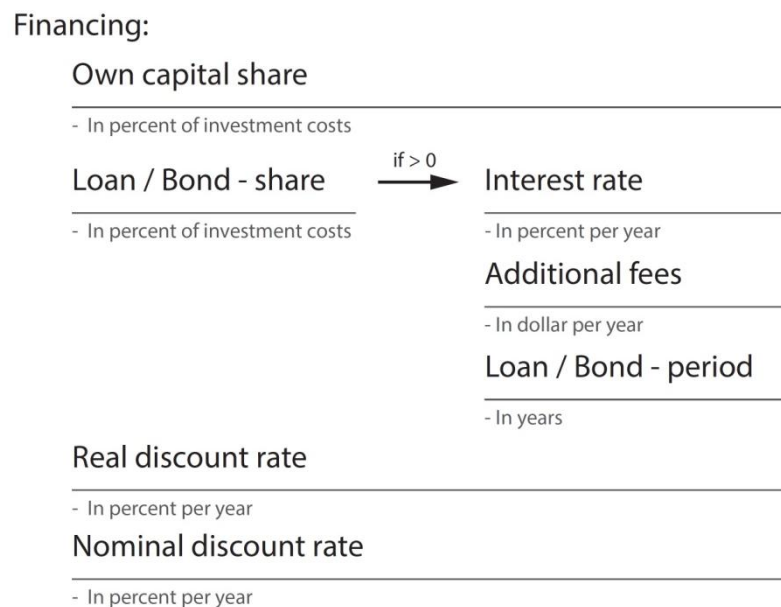 Financing:
Own capital share
- In percent of investment costs
Loan / Bond - share
if > 0
Interest rate
- In percent of investment costs
- In percent per year
Additional fees
- In dollar per year
Loan / Bond - period
- In years
Real discount rate
- In percent per year
Nominal discount rate
- In percent per year